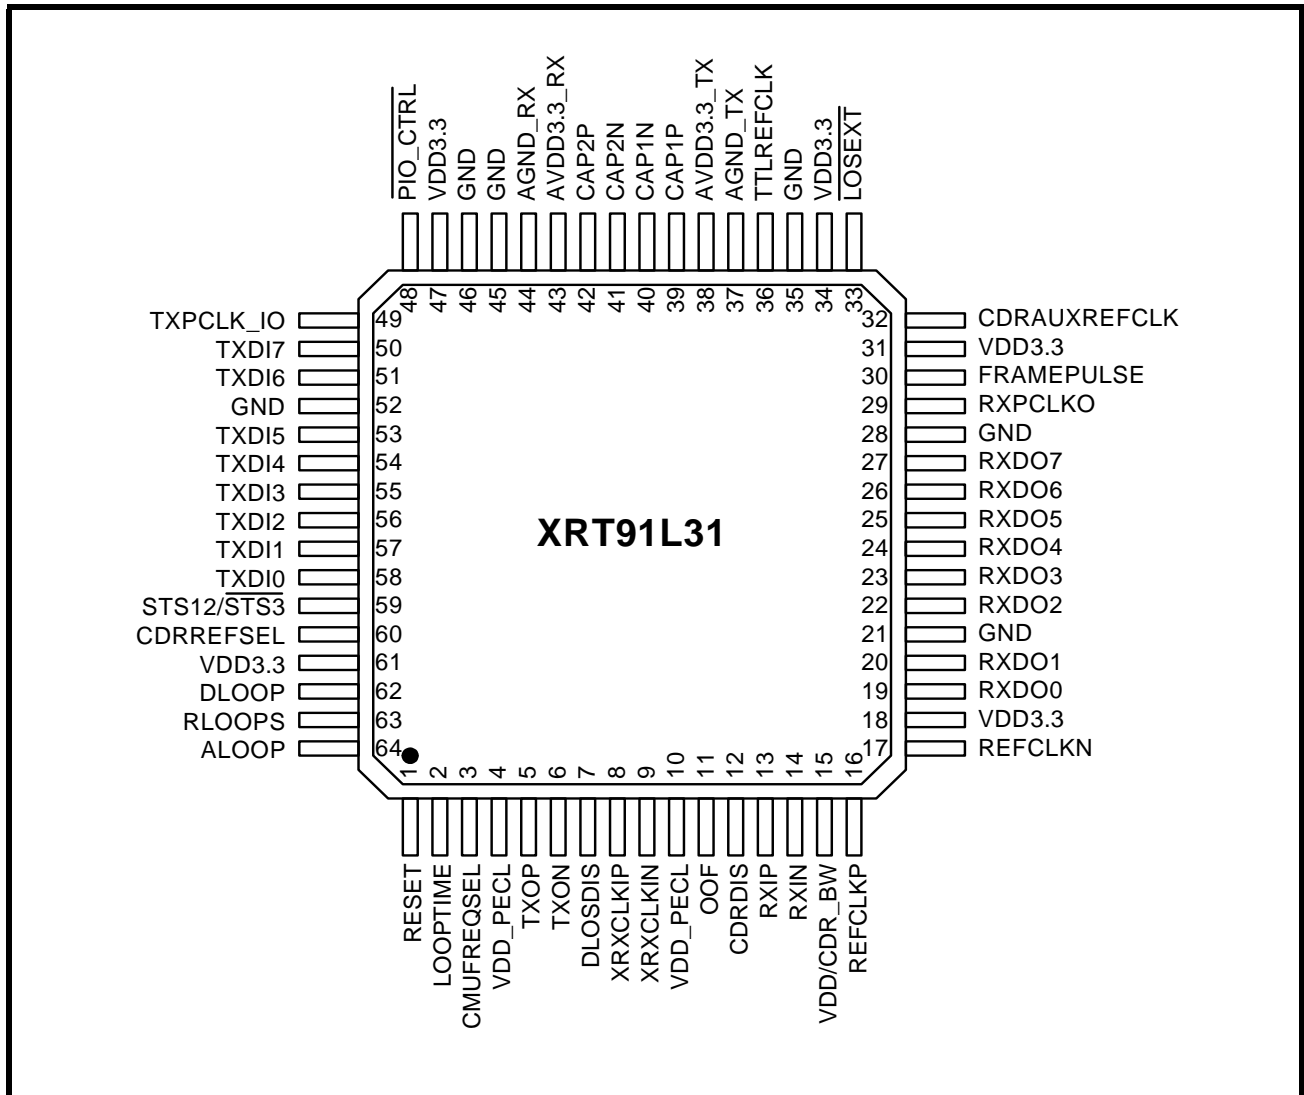 PIO_CTRL
VDD3.3
GND
GND
AGND_RX
AVDD3.3_RX
CAP2P
CAP2N
CAP1N
CAP1P
AVDD3.3_TX
AGND_TX
TTLREFCLK
GND
VDD3.3
LOSEXT
48
47
46
45
44
43
42
41
40
39
38
37
36
35
34
33
TXPCLK_IO 49
TXDI7 50
TXDI6 51
GND 52
TXDI5 53
TXDI4 54
TXDI3 55
TXDI2 56
TXDI1 57
TXDI0 58
STS12/STS3 59
CDRREFSEL 60
VDD3.3 61
DLOOP 62
RLOOPS 63
ALOOP 64
XRT91L31
32 CDRAUXREFCLK
31 VDD3.3
30 FRAMEPULSE
29 RXPCLKO
28 GND
27 RXDO7
26 RXDO6
25 RXDO5
24 RXDO4
23 RXDO3
22 RXDO2
21 GND
20 RXDO1
19 RXDO0
18 VDD3.3
17 REFCLKN
1
2
3
4
5
6
7
8
9
10
11
12
13
14
15
16
RESET
LOOPTIME
CMUFREQSEL
VDD_PECL
TXOP
TXON
DLOSDIS
XRXCLKIP
XRXCLKIN
VDD_PECL
OOF
CDRDIS
RXIP
RXIN
VDD/CDR_BW
REFCLKP